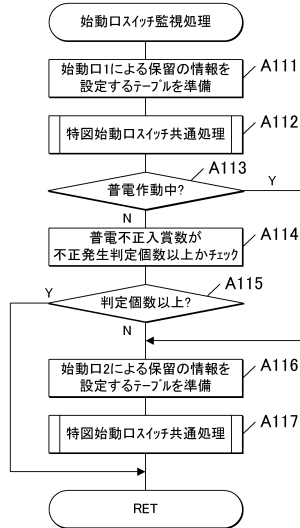 始動口スイッチ監視処理
始動口1による保留の情報を
設定するテーブルを準備
A111
特図始動口スイッチ共通処理
A112
普電作動中?
A113
Y
N
普電不正入賞数が
不正発生判定個数以上かチェック
A114
判定個数以上?
A115
Y
N
始動口2による保留の情報を
設定するテーブルを準備
A116
特図始動口スイッチ共通処理
A117
RET